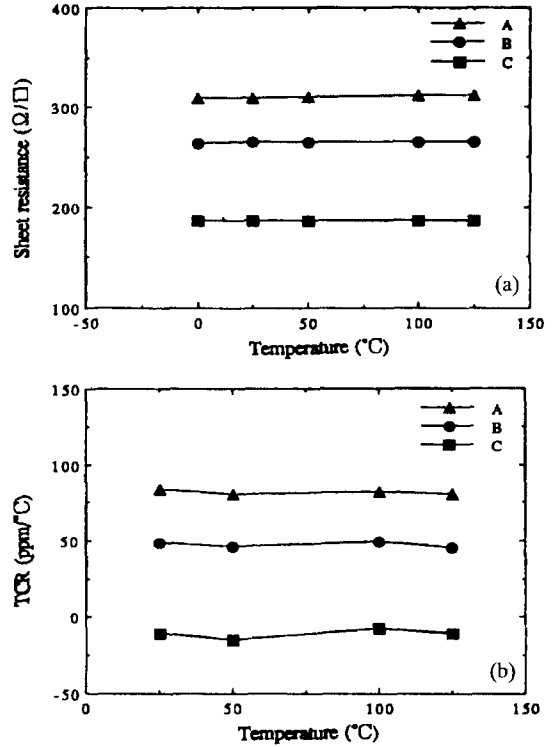 400
300
200
100
Sheet resistance (Ω/□)
A
B
C
(a)
-50
0
50
100
150
Temperature (°C)
150
100
50
0
-50
TCR (ppm/°C)
A
B
C
(b)
0
50
100
150
Temperature (°C)